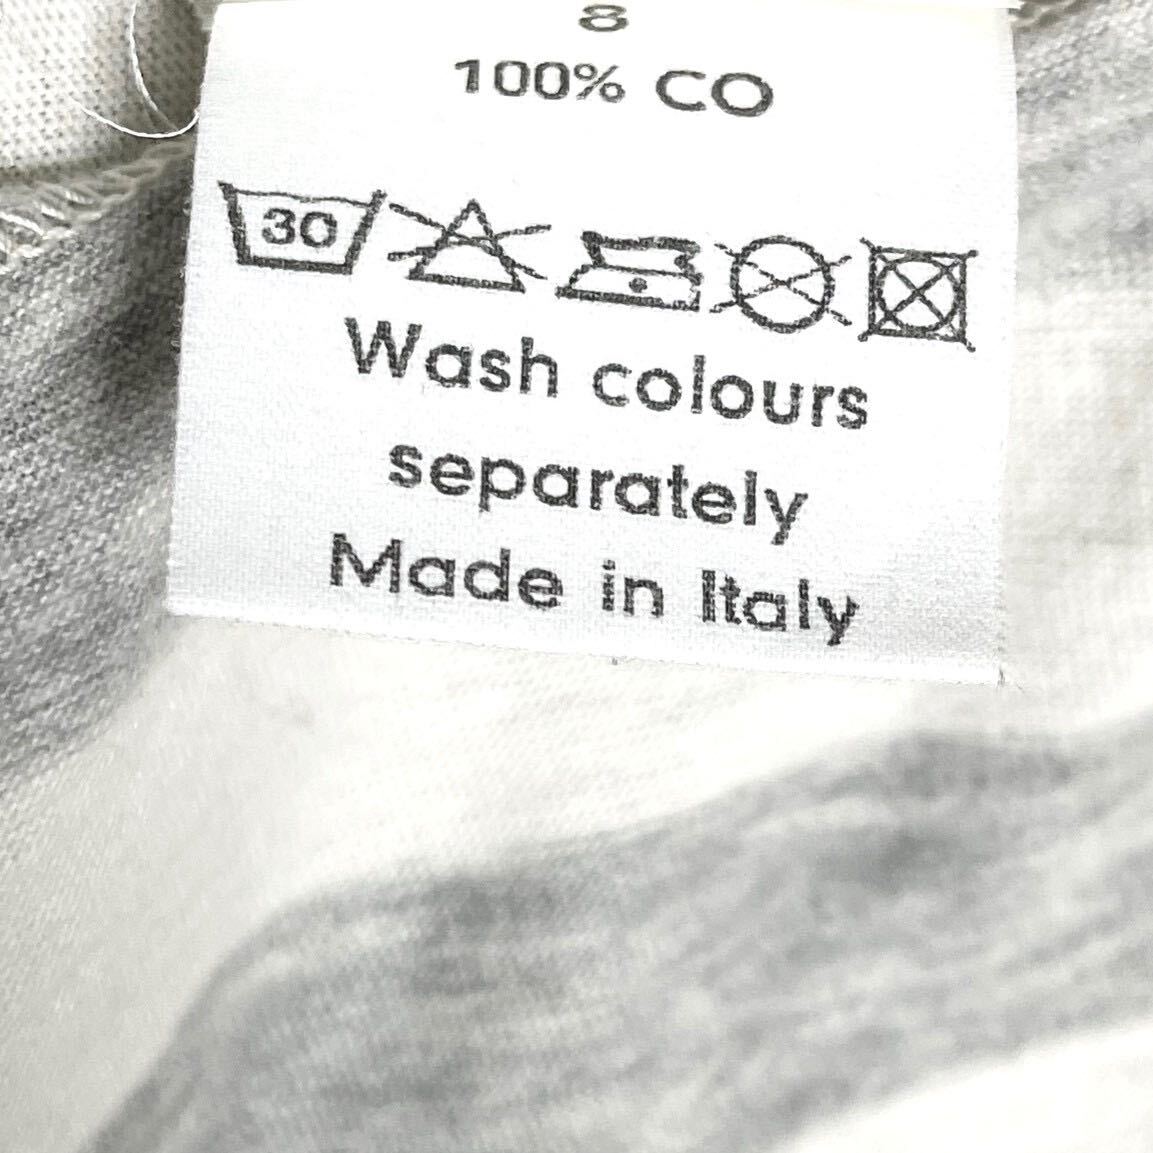 8
100% CO
30
Wash colours
separately
Made in Italy